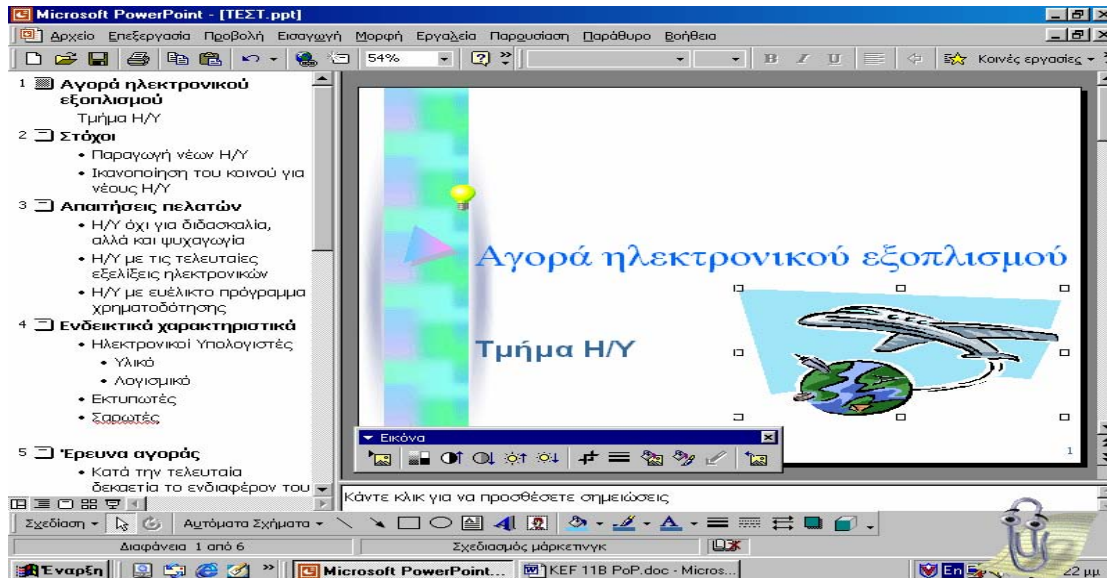 Microsoft PowerPoint - [ΤΕΣΤ.ppt]
Αρχείο Επεξεργασία Προβολή Εισαγωγή Μορφή Εργαλεία Παρουσίαση Παράθυρο Βοήθεια
54% B I U Κοινές εργασίες
1 Αγορά ηλεκτρονικού
εξοπλισμού
Τμήμα Η/Υ
2 Στόχοι
• Παραγωγή νέων Η/Υ
• Ικανοποίηση του κοινού για
νέους Η/Υ
3 Απαιτήσεις πελατών
• Η/Υ όχι για διδασκαλία,
αλλά και ψυχαγωγία
• Η/Υ με τις τελευταίες
εξελίξεις ηλεκτρονικών
• Η/Υ με ευέλικτο πρόγραμμα
χρηματοδότησης
4 Ενδεικτικά χαρακτηριστικά
• Ηλεκτρονικοί Υπολογιστές
• Υλικό
• Λογισμικό
• Εκτυπωτές
• Σαρωτές
5 Έρευνα αγοράς
• Κατά την τελευταία
δεκαετία το ενδιαφέρον του
Αγορά ηλεκτρονικού εξοπλισμού
Τμήμα Η/Υ
1
Εικόνα
Κάντε κλικ για να προσθέσετε σημειώσεις
Σχεδίαση Αυτόματα Σχήματα
Διαφάνεια 1 από 6 Σχεδιασμός μάρκετινγκ
Έναρξη » Microsoft PowerPoint... KEF 11B PoP.doc - Micros... En 22 μμ